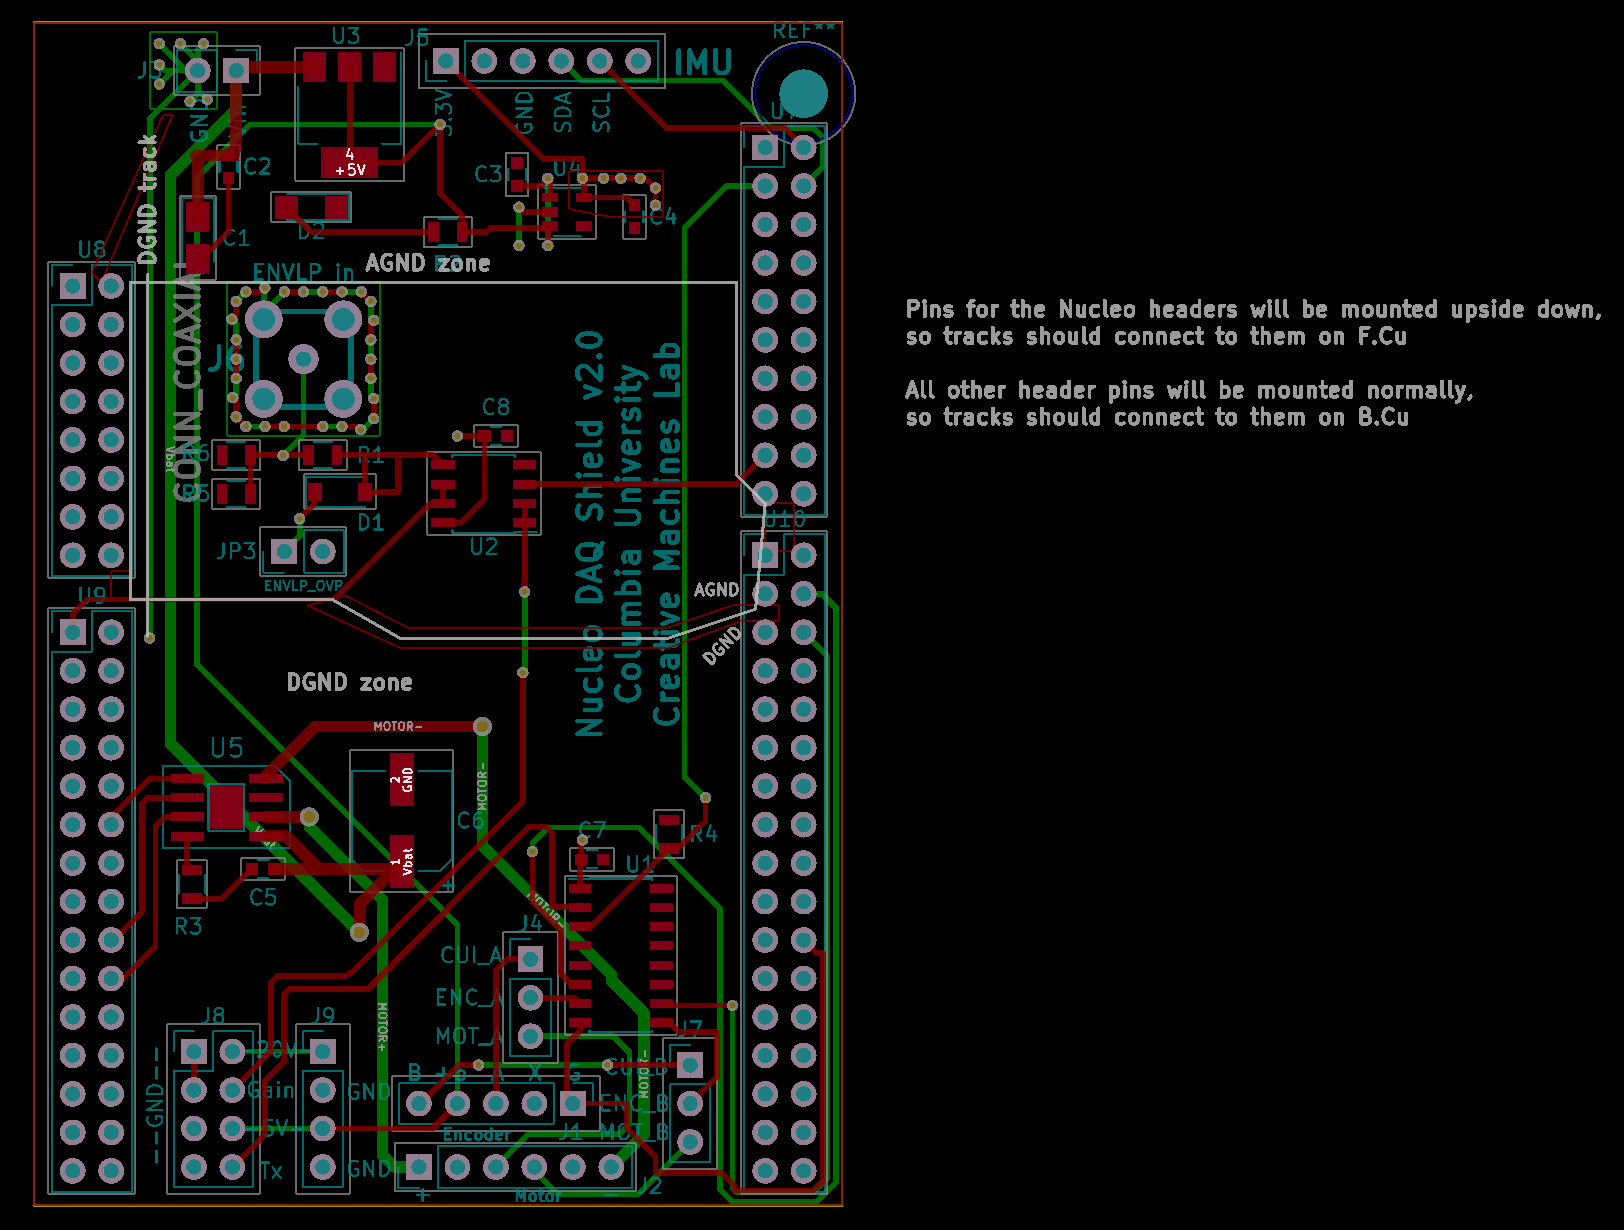 REF**
U3
J5
IMU
J3
GND
3.3V
GND
SDA
SCL
4
+5V
DGND track
C2
C3
U4
C4
D2
C1
U8
AGND zone
ENVLP in
CONN_COAXIAL
J6
Pins for the Nucleo headers will be mounted upside down,
so tracks should connect to them on F.Cu
All other header pins will be mounted normally,
so tracks should connect to them on B.Cu
Nucleo DAQ Shield v2.0
Columbia University
Creative Machines Lab
C8
R6
R1
Vbat
R5
D1
U2
U10
JP3
ENVLP_OVP
U9
AGND
DGND
DGND zone
MOTOR-
U5
2
GND
MOTOR-
C6
1
Vbat
+
C7
R4
U1
C5
R3
MOTOR-
J4
CUI_A
ENC_A
MOT_A
MOTOR+
J8
J9
J7
20V
CUI_B
B
+5
A
X
G
MOTOR-
Gain
GND
ENC_B
--GND--
5V
Encoder
J1
MOT_B
Tx
GND
J2
+
Motor
-